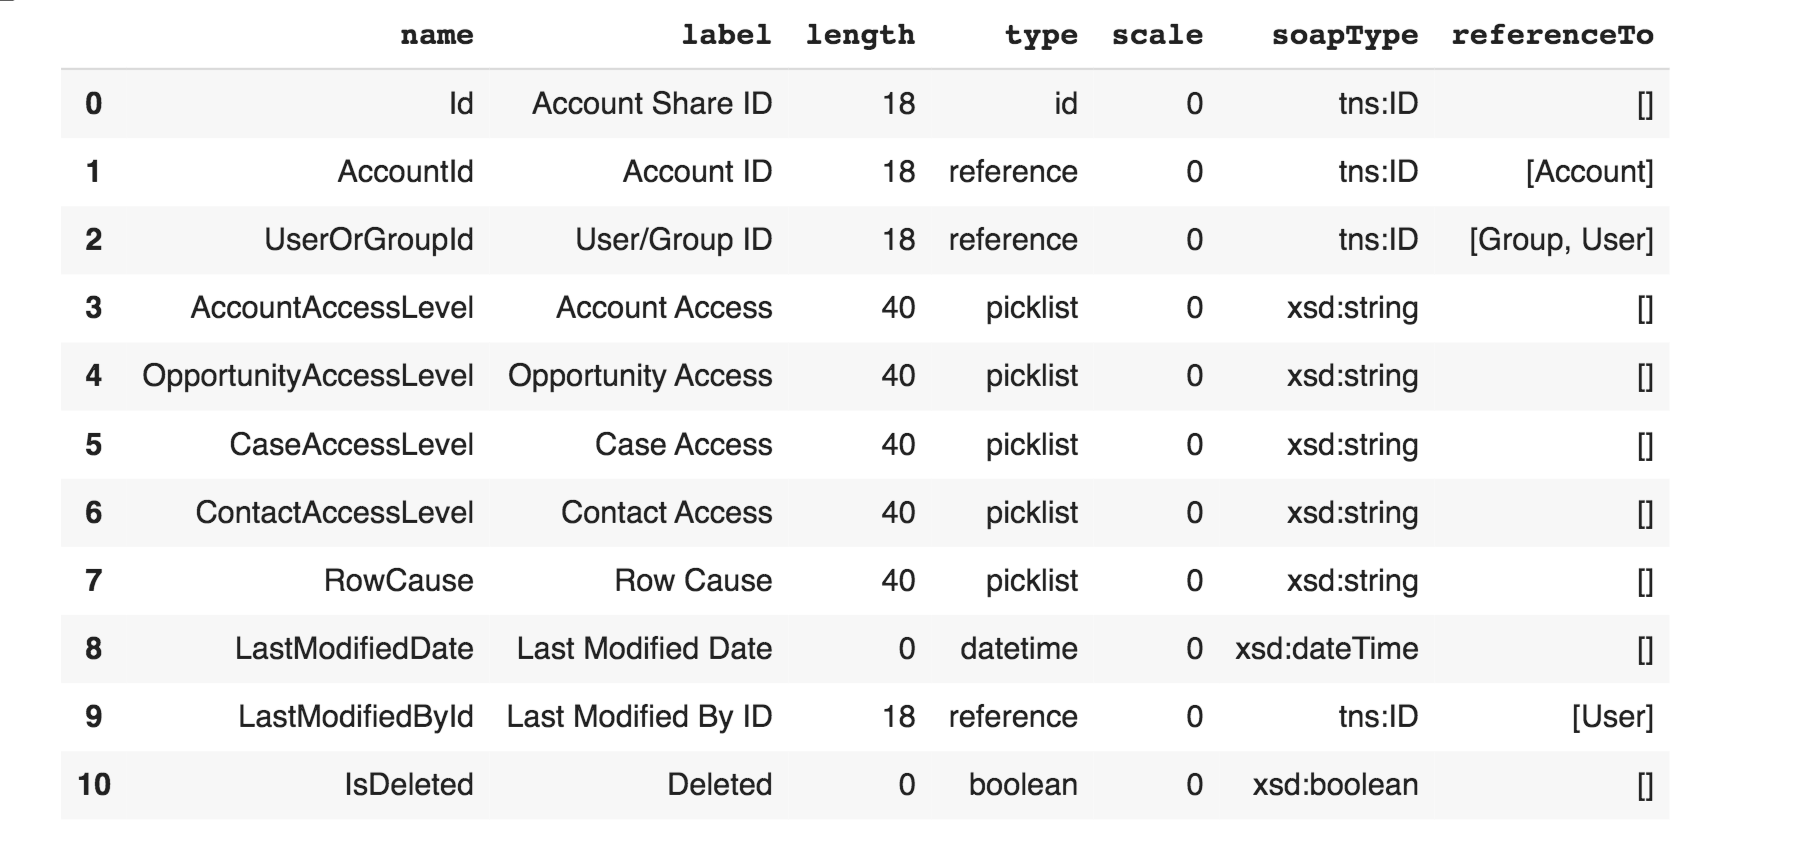 name label length type scale soapType referenceTo
0 Id Account Share ID 18 id 0 tns:ID []
1 AccountId Account ID 18 reference 0 tns:ID [Account]
2 UserOrGroupId User/Group ID 18 reference 0 tns:ID [Group, User]
3 AccountAccessLevel Account Access 40 picklist 0 xsd:string []
4 OpportunityAccessLevel Opportunity Access 40 picklist 0 xsd:string []
5 CaseAccessLevel Case Access 40 picklist 0 xsd:string []
6 ContactAccessLevel Contact Access 40 picklist 0 xsd:string []
7 RowCause Row Cause 40 picklist 0 xsd:string []
8 LastModifiedDate Last Modified Date 0 datetime 0 xsd:dateTime []
9 LastModifiedById Last Modified By ID 18 reference 0 tns:ID [User]
10 IsDeleted Deleted 0 boolean 0 xsd:boolean []